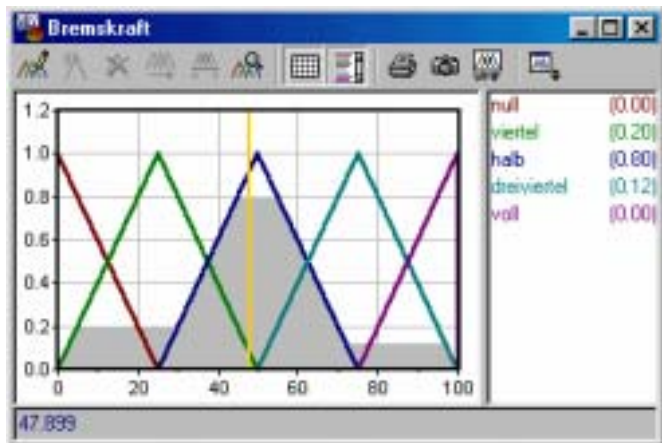 Bremskraft
1.2
1.0
0.8
0.6
0.4
0.2
0.0
0 20 40 60 80 100
null (0.00)
viertel (0.20)
halb (0.80)
dreiviertel (0.12)
voll (0.00)
47.899